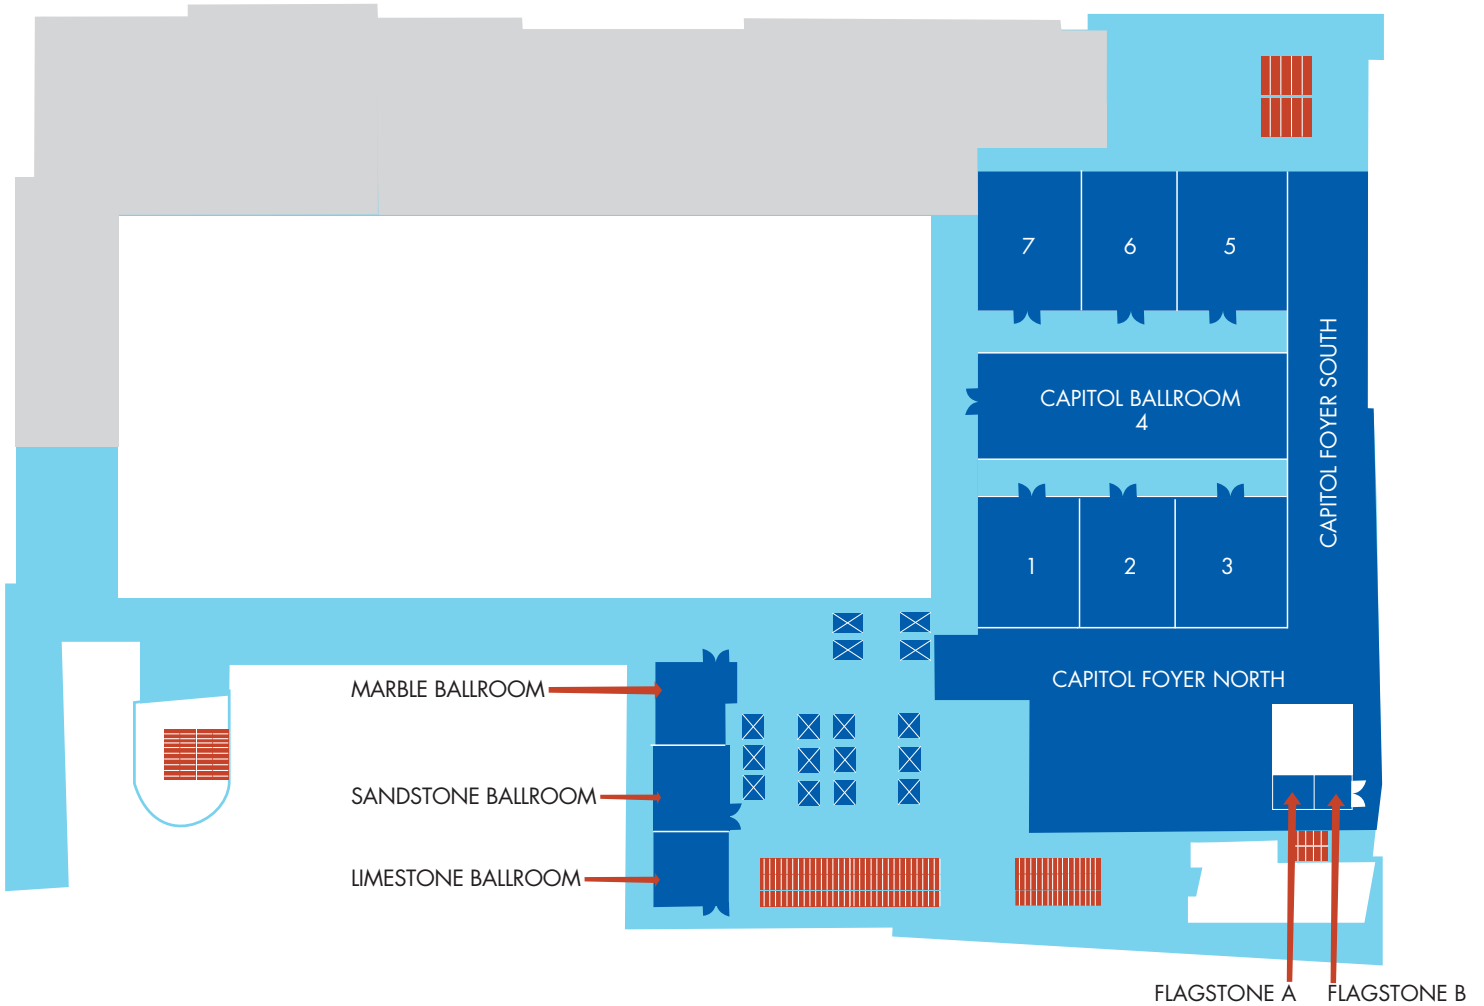 7
6
5
CAPITOL BALLROOM
4
CAPITOL FOYER SOUTH
1
2
3
CAPITOL FOYER NORTH
MARBLE BALLROOM
SANDSTONE BALLROOM
LIMESTONE BALLROOM
FLAGSTONE A
FLAGSTONE B